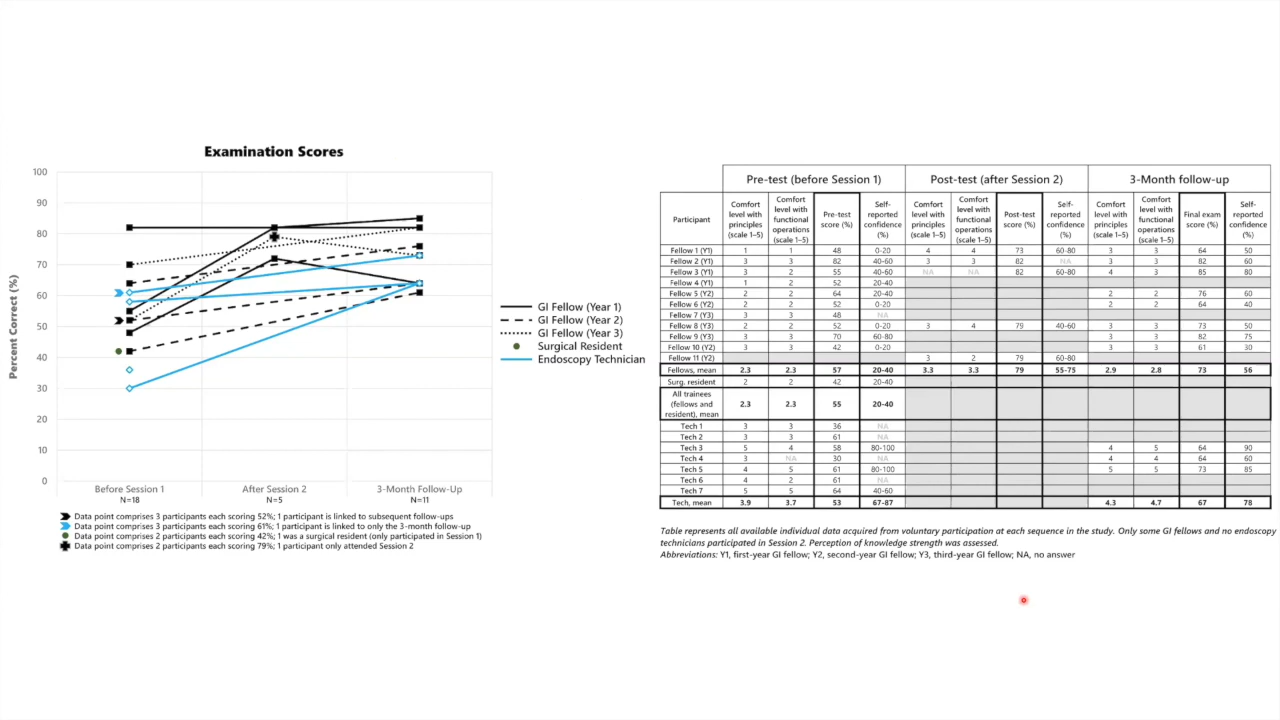 Examination Scores
Percent Correct (%)
100
90
80
70
60
50
40
30
20
10
0
Before Session 1 After Session 2 3-Month Follow-Up
N=18 N=5 N=11
GI Fellow (Year 1)
GI Fellow (Year 2)
GI Fellow (Year 3)
Surgical Resident
Endoscopy Technician
Data point comprises 3 participants each scoring 52%; 1 participant is linked to subsequent follow-ups
Data point comprises 3 participants each scoring 61%; 1 participant is linked to only the 3-month follow-up
Data point comprises 2 participants each scoring 42%; 1 was a surgical resident (only participated in Session 1)
Data point comprises 2 participants each scoring 79%; 1 participant only attended Session 2
Pre-test (before Session 1) Post-test (after Session 2) 3-Month follow-up
Participant Comfort level with principles (scale 1–5) Comfort level with functional operations (scale 1–5) Pre-test score (%) Self-reported confidence (%) Comfort level with principles (scale 1–5) Comfort level with functional operations (scale 1–5) Post-test score (%) Self-reported confidence (%) Comfort level with principles (scale 1–5) Comfort level with functional operations (scale 1–5) Final exam score (%) Self-reported confidence (%)
Fellow 1 (Y1) 1 1 48 0-20 4 4 73 60-80 3 3 64 50
Fellow 2 (Y1) 3 3 82 40-60 3 3 82 NA 3 3 82 60
Fellow 3 (Y1) 3 2 55 40-60 NA NA 82 60-80 4 3 85 80
Fellow 4 (Y1) 1 2 52 20-40
Fellow 5 (Y2) 2 2 64 20-40 2 2 76 60
Fellow 6 (Y2) 2 2 52 0-20 2 2 64 40
Fellow 7 (Y3) 3 3 48 NA
Fellow 8 (Y3) 2 2 52 0-20 3 4 79 40-60 3 3 73 50
Fellow 9 (Y3) 3 3 70 60-80 3 3 82 75
Fellow 10 (Y2) 3 3 42 0-20 3 3 61 30
Fellow 11 (Y2) 3 2 79 60-80
Fellows, mean 2.3 2.3 57 20-40 3.3 3.3 79 55-75 2.9 2.8 73 56
Surg. resident 2 2 42 20-40
All trainees (fellows and resident), mean 2.3 2.3 55 20-40
Tech 1 3 3 36 NA
Tech 2 3 3 61 NA
Tech 3 5 4 58 80-100 4 5 64 90
Tech 4 3 NA 30 NA 4 4 64 60
Tech 5 4 5 61 80-100 5 5 73 85
Tech 6 4 2 61 NA
Tech 7 5 5 64 40-60
Tech, mean 3.9 3.7 53 67-87 4.3 4.7 67 78
Table represents all available individual data acquired from voluntary participation at each sequence in the study. Only some GI fellows and no endoscopy
technicians participated in Session 2. Perception of knowledge strength was assessed.
Abbreviations: Y1, first-year GI fellow; Y2, second-year GI fellow; Y3, third-year GI fellow; NA, no answer